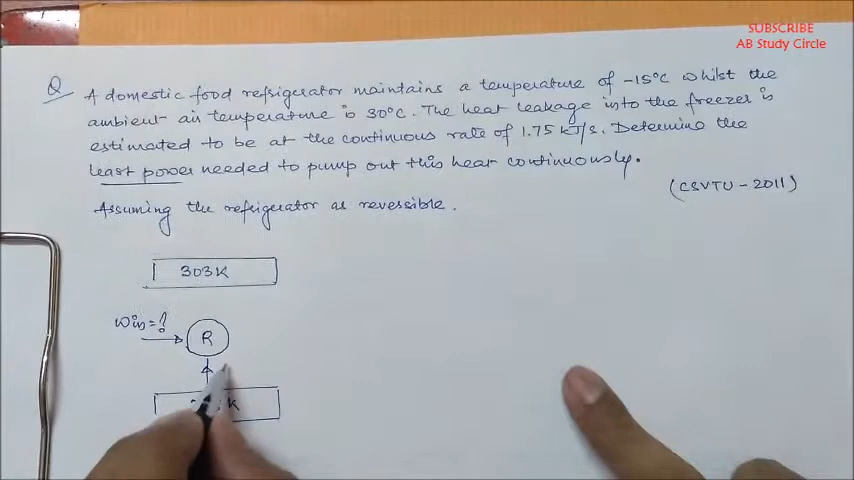 SUBSCRIBE
AB Study Circle
Q A domestic food refrigerator maintains a temperature of -15°C whilst the
ambient air temperature is 30°C. The heat leakage into the freezer is
estimated to be at the continuous rate of 1.75 kJ/s. Determine the
least power needed to pump out this heat continuously.
(CSVTU - 2011)
Assuming the refrigerator as reversible.
303K
Win = ?
R
K